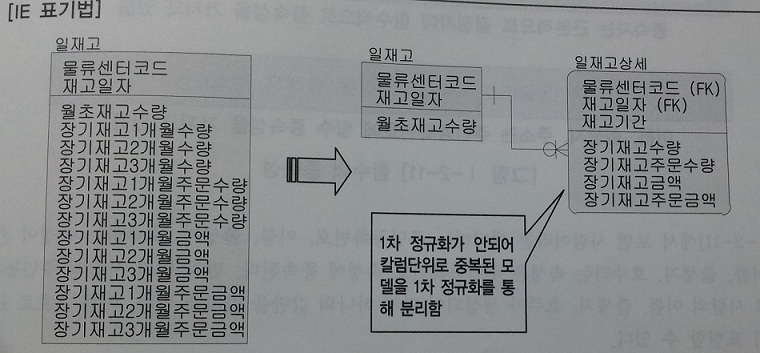 [IE 표기법]
일재고
물류센터코드
재고일자
월초재고수량
장기재고1개월수량
장기재고2개월수량
장기재고3개월수량
장기재고1개월주문수량
장기재고2개월주문수량
장기재고3개월주문수량
장기재고1개월금액
장기재고2개월금액
장기재고3개월금액
장기재고1개월주문금액
장기재고2개월주문금액
장기재고3개월주문금액
일재고
물류센터코드
재고일자
월초재고수량
일재고상세
물류센터코드 (FK)
재고일자 (FK)
재고기간
장기재고수량
장기재고주문수량
장기재고금액
장기재고주문금액
1차 정규화가 안되어
칼럼단위로 중복된 모
델을 1차 정규화를 통
해 분리함